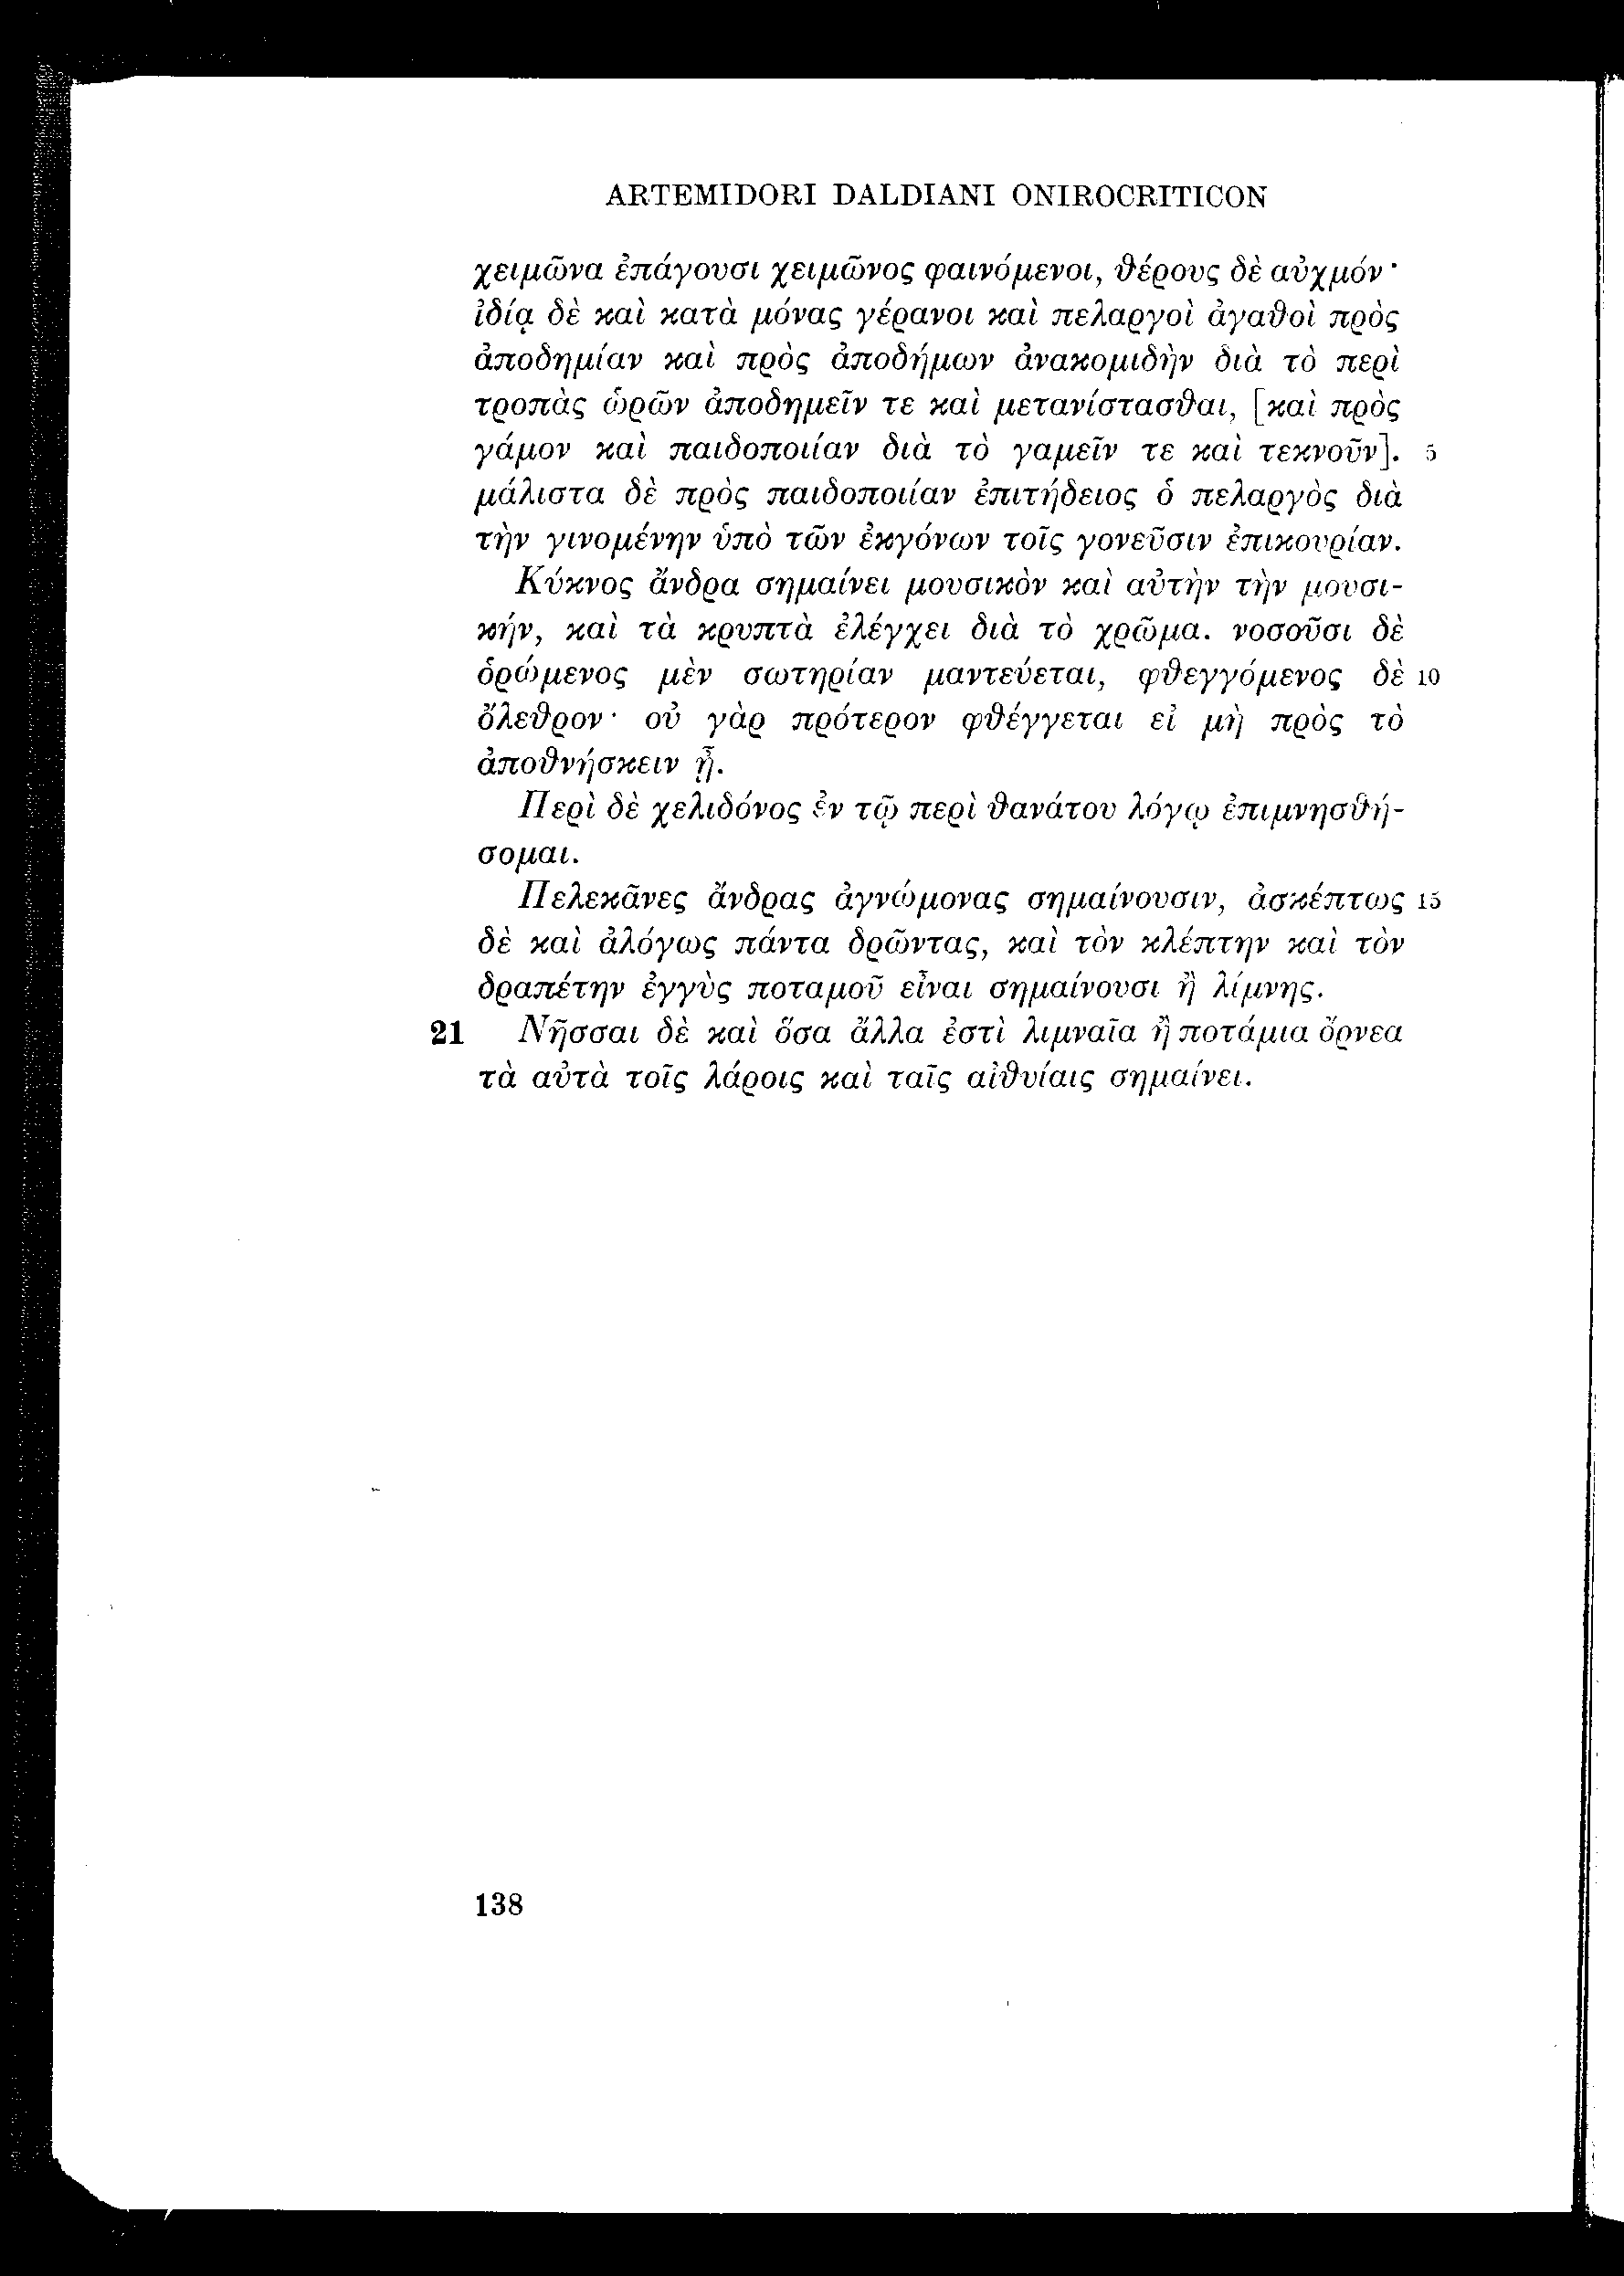 ARTEMIDORI DALDIANI ONIROCRITICON
χειμῶνα ἐπάγουσι χειμῶνος φαινόμενοι, ϑέρους δὲ αὐχμόν·
ἰδίᾳ δὲ καὶ κατὰ μόνας γέρανοι καὶ πελαργοὶ ἀγαϑοὶ πρὸς
ἀποδημίαν καὶ πρὸς ἀποδήμων ἀνακομιδὴν διὰ τὸ περὶ
τροπὰς ὡρῶν ἀποδημεῖν τε καὶ μετανίστασϑαι, [καὶ πρὸς
γάμον καὶ παιδοποιίαν διὰ τὸ γαμεῖν τε καὶ τεκνοῦν]. 5
μάλιστα δὲ πρὸς παιδοποιίαν ἐπιτήδειος ὁ πελαργὸς διὰ
τὴν γινομένην ὑπὸ τῶν ἐκγόνων τοῖς γονεῦσιν ἐπικουρίαν.
Κύκνος ἄνδρα σημαίνει μουσικὸν καὶ αὐτὴν τὴν μουσι-
κήν, καὶ τὰ κρυπτὰ ἐλέγχει διὰ τὸ χρῶμα. νοσοῦσι δὲ
ὁρώμενος μὲν σωτηρίαν μαντεύεται, φϑεγγόμενος δὲ 10
ὄλεϑρον· οὐ γὰρ πρότερον φϑέγγεται εἰ μὴ πρὸς τὸ
ἀποϑνήσκειν ᾖ.
Περὶ δὲ χελιδόνος ἐν τῷ περὶ ϑανάτου λόγῳ ἐπιμνησϑή-
σομαι.
Πελεκᾶνες ἄνδρας ἀγνώμονας σημαίνουσιν, ἀσκέπτως 15
δὲ καὶ ἀλόγως πάντα δρῶντας, καὶ τὸν κλέπτην καὶ τὸν
δραπέτην ἐγγὺς ποταμοῦ εἶναι σημαίνουσι ἢ λίμνης.
21 Νῆσσαι δὲ καὶ ὅσα ἄλλα ἐστὶ λιμναῖα ἢ ποτάμια ὄρνεα
τὰ αὐτὰ τοῖς λάροις καὶ ταῖς αἰϑυίαις σημαίνει.
138